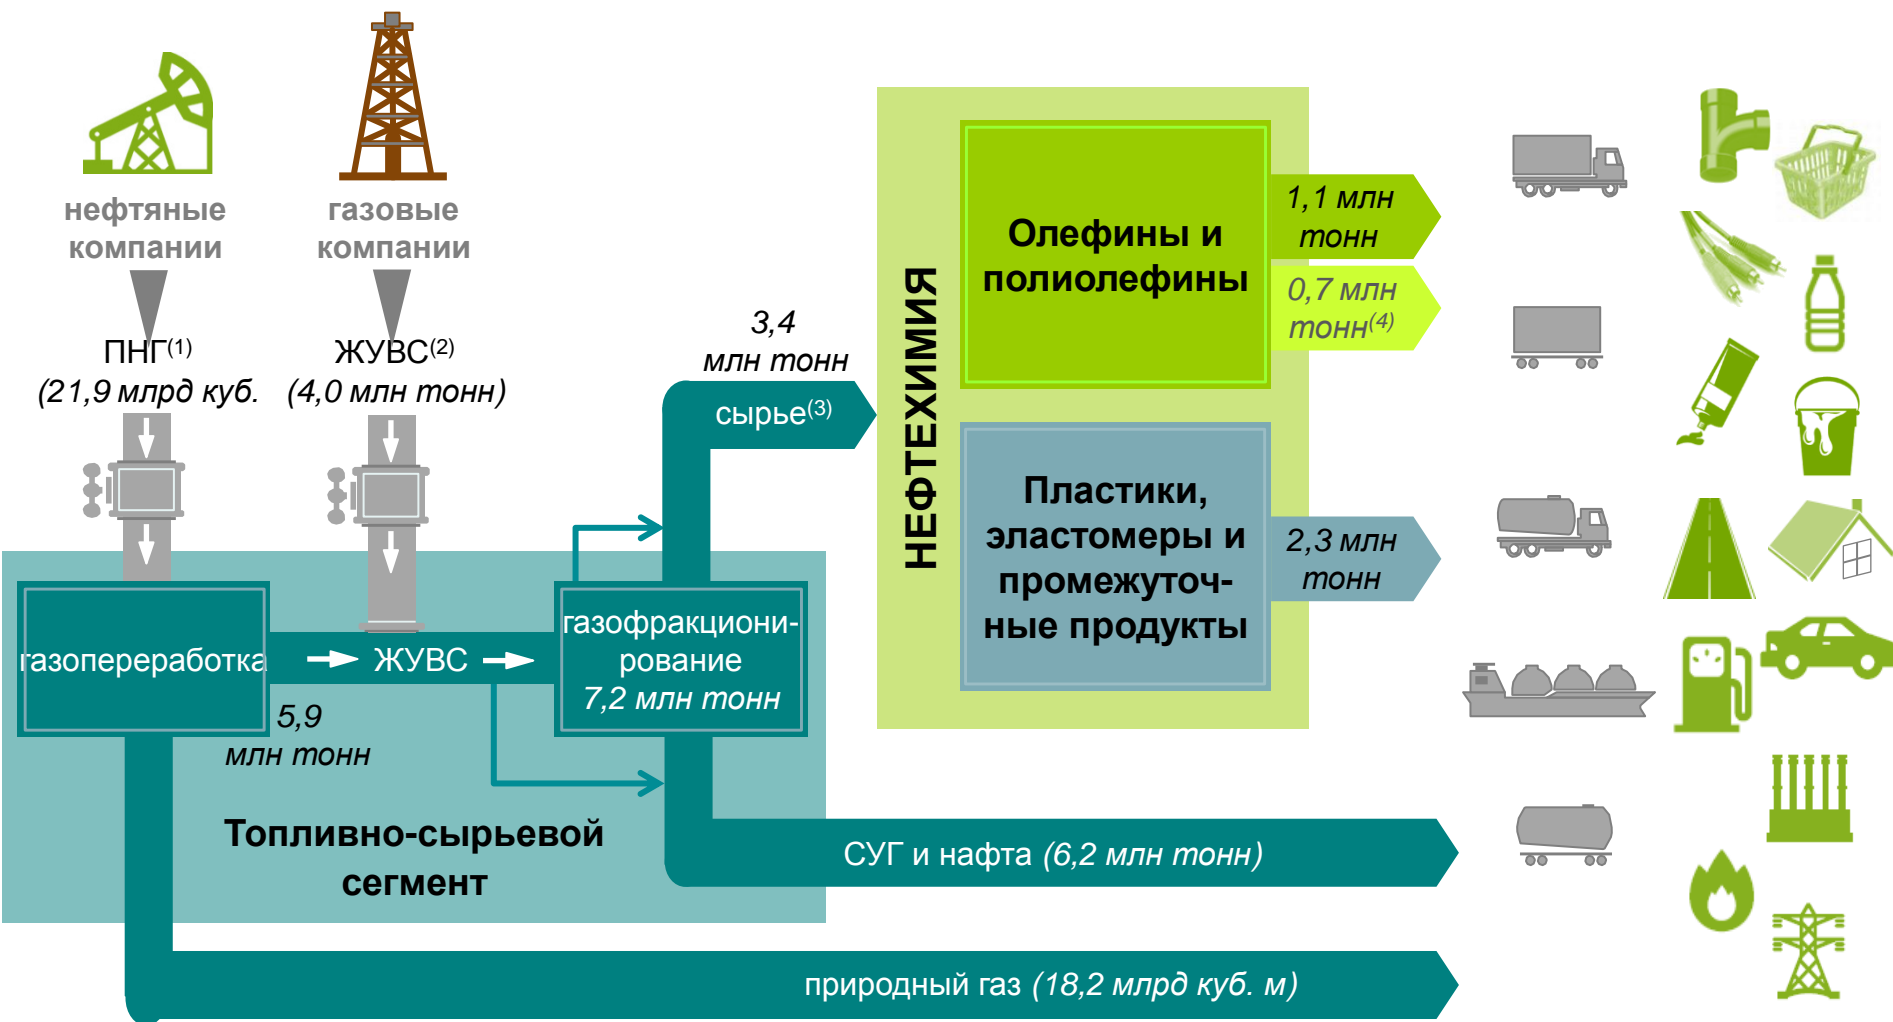 нефтяные
компании
газовые
компании
ПНГ(1)
(21,9 млрд куб.
ЖУВС(2)
(4,0 млн тонн)
3,4
млн тонн
сырье(3)
НЕФТЕХИМИЯ
Олефины и
полиолефины
1,1 млн
тонн
0,7 млн
тонн(4)
Пластики,
эластомеры и
промежуточ-
ные продукты
2,3 млн
тонн
газопереработка
ЖУВС
газофракциони-
рование
7,2 млн тонн
5,9
млн тонн
Топливно-сырьевой
сегмент
СУГ и нафта (6,2 млн тонн)
природный газ (18,2 млрд куб. м)